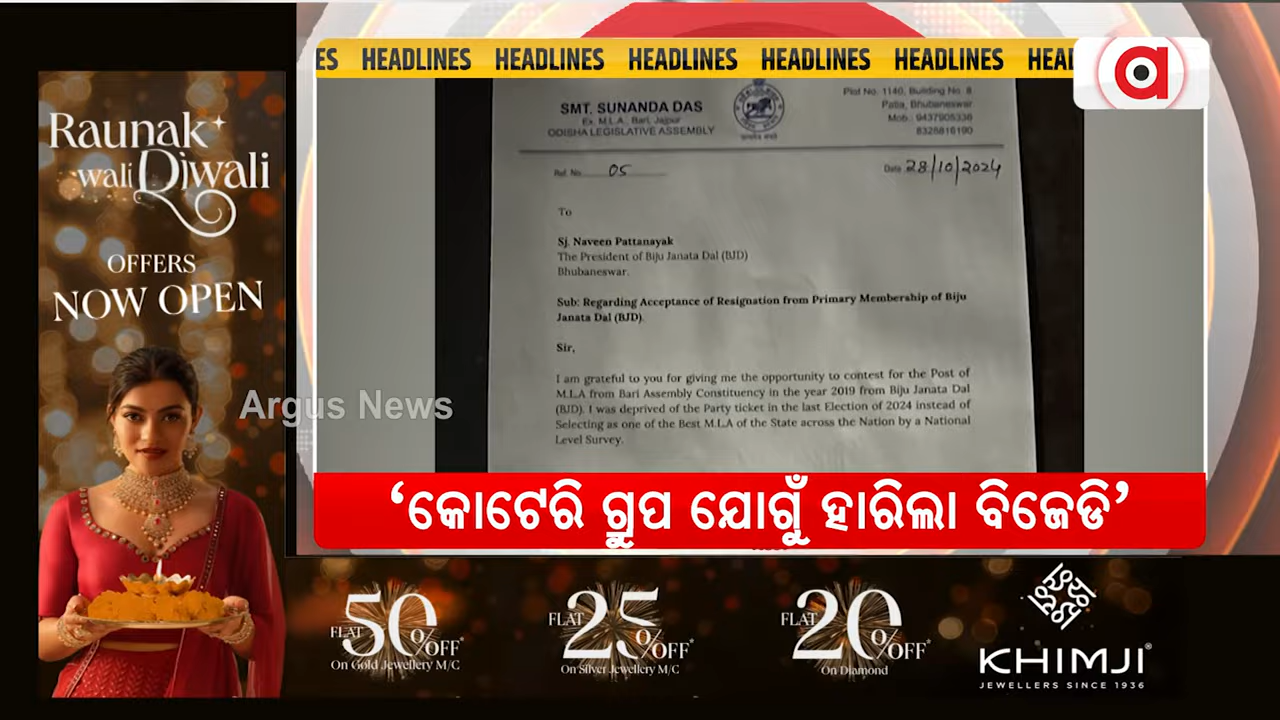 ES HEADLINES HEADLINES HEADLINES HEADLINES HEADLINES HEAD
a
Raunak
wali Diwali
OFFERS
NOW OPEN
SMT. SUNANDA DAS
Ex. M.L.A., Bari, Jajpur
ODISHA LEGISLATIVE ASSEMBLY
Plot No. 1140, Building No. 8
Patia, Bhubaneswar
Mob.: 9437905336
8328816190
Ref. No. 05
Date 28/10/2024
To
Sj. Naveen Pattanayak
The President of Biju Janata Dal (BJD)
Bhubaneswar.
Sub: Regarding Acceptance of Resignation from Primary Membership of Biju
Janata Dal (BJD).
Sir,
I am grateful to you for giving me the opportunity to contest for the Post of
M.L.A from Bari Assembly Constituency in the year 2019 from Biju Janata Dal
(BJD). I was deprived of the Party ticket in the last Election of 2024 instead of
Selecting as one of the Best M.L.A of the State across the Nation by a National
Level Survey.
Argus News
‘କୋଟେରି ଗ୍ରୁପ ଯୋଗୁଁ ହାରିଲା ବିଜେଡି’
FLAT 50% OFF*
On Gold Jewellery M/C
FLAT 25% OFF*
On Silver Jewellery M/C
FLAT 20% OFF*
On Diamond
KHIMJI®
JEWELLERS SINCE 1936